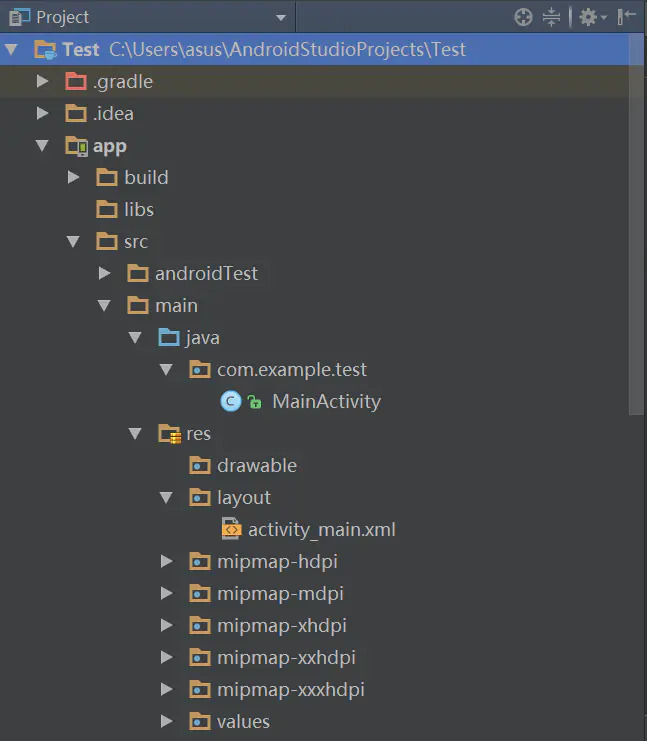 Project
Test C:\Users\asus\AndroidStudioProjects\Test
.gradle
.idea
app
build
libs
src
androidTest
main
java
com.example.test
C MainActivity
res
drawable
layout
activity_main.xml
mipmap-hdpi
mipmap-mdpi
mipmap-xhdpi
mipmap-xxhdpi
mipmap-xxxhdpi
values